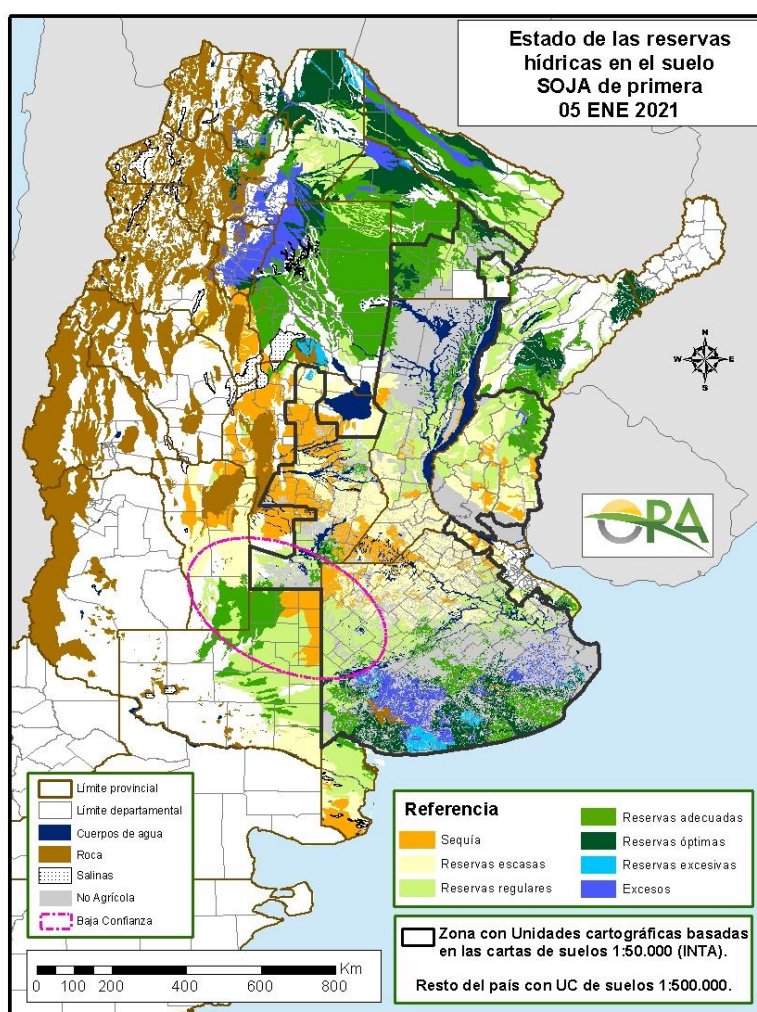 Estado de las reservas
hídricas en el suelo
SOJA de primera
05 ENE 2021
N
W E
S
ORA
Límite provincial
Límite departamental
Cuerpos de agua
Roca
Salinas
No Agrícola
Baja Confianza
Referencia
Sequía
Reservas escasas
Reservas regulares
Reservas adecuadas
Reservas óptimas
Reservas excesivas
Excesos
Zona con Unidades cartográficas basadas
en las cartas de suelos 1:50.000 (INTA).
Resto del país con UC de suelos 1:500.000.
Km
0 100 200 400 600 800